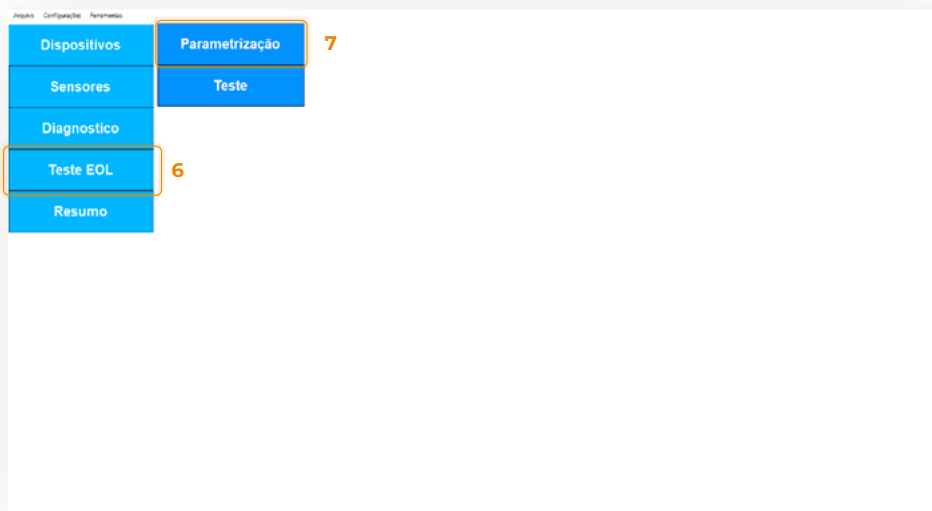 Arquivo Configurações Ferramentas
Dispositivos
Parametrização
7
Sensores
Teste
Diagnostico
Teste EOL
6
Resumo